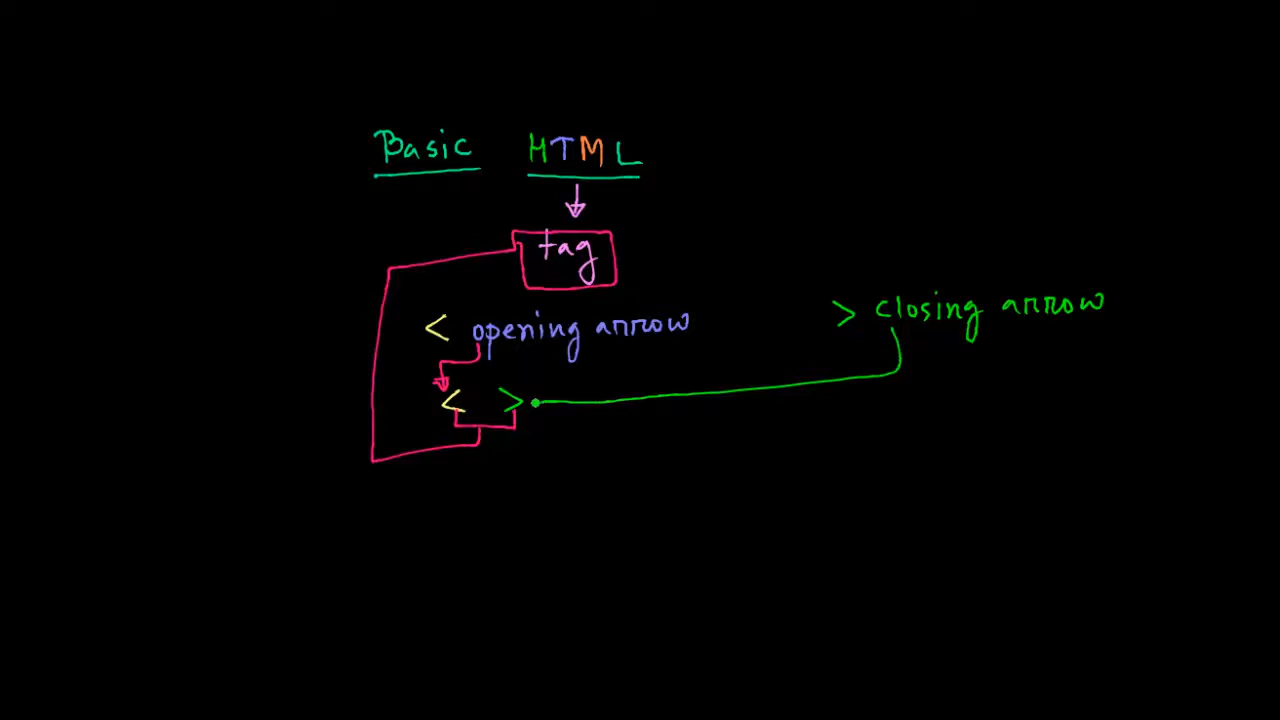 Basic HTML
tag
< opening arrow
> closing arrow
< >